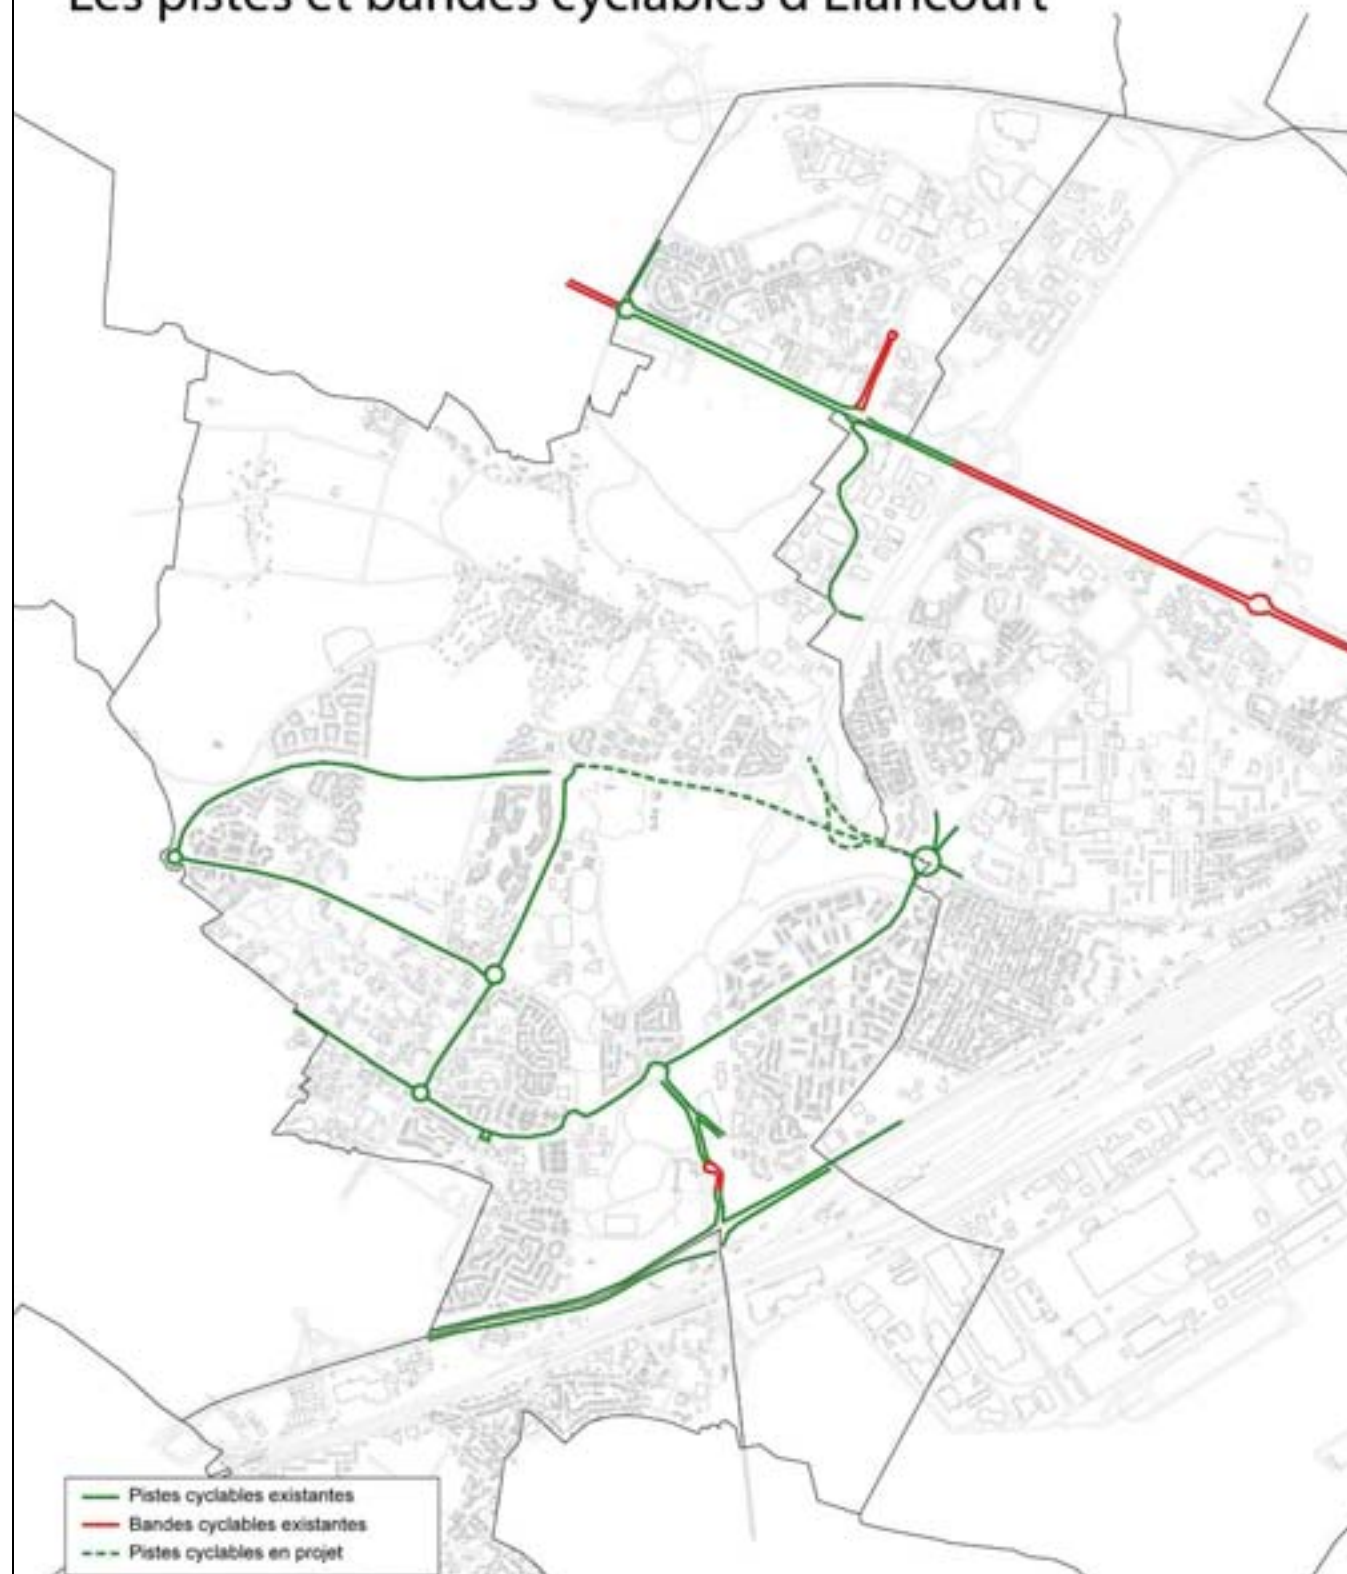 Les pistes et bandes cyclables d'Élancourt
Pistes cyclables existantes
Bandes cyclables existantes
Pistes cyclables en projet